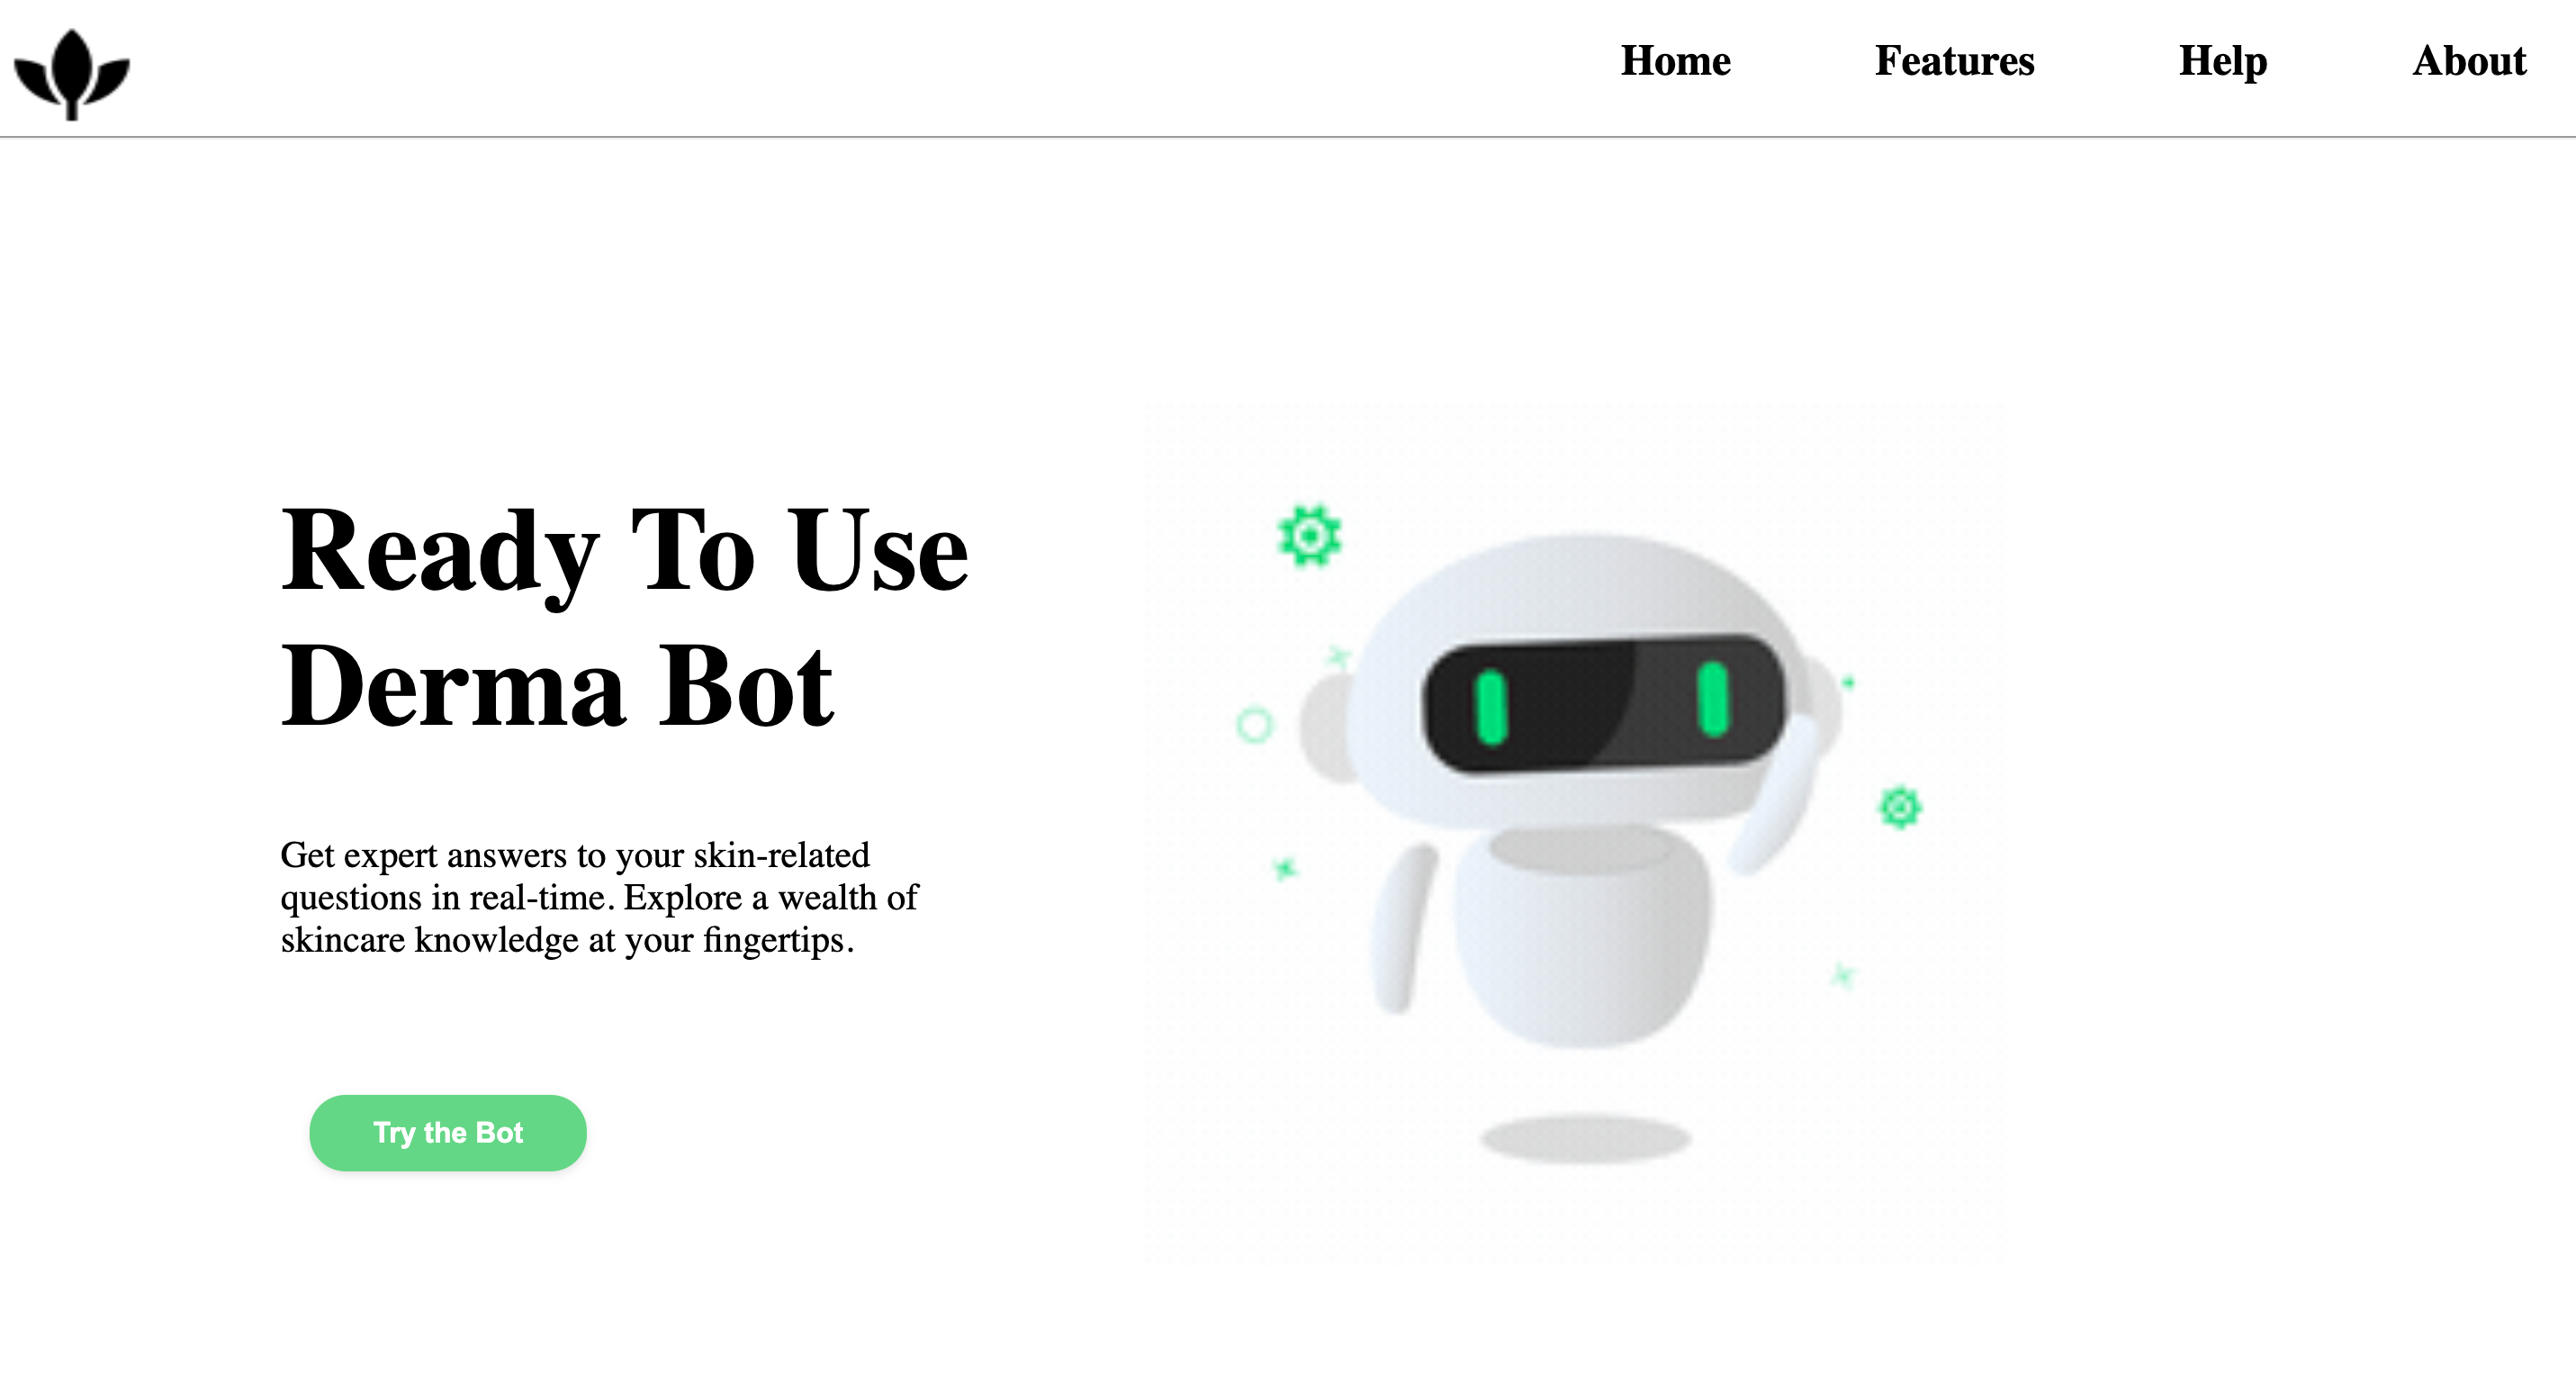 Home Features Help About
Ready To Use
Derma Bot
Get expert answers to your skin-related
questions in real-time. Explore a wealth of
skincare knowledge at your fingertips.
Try the Bot